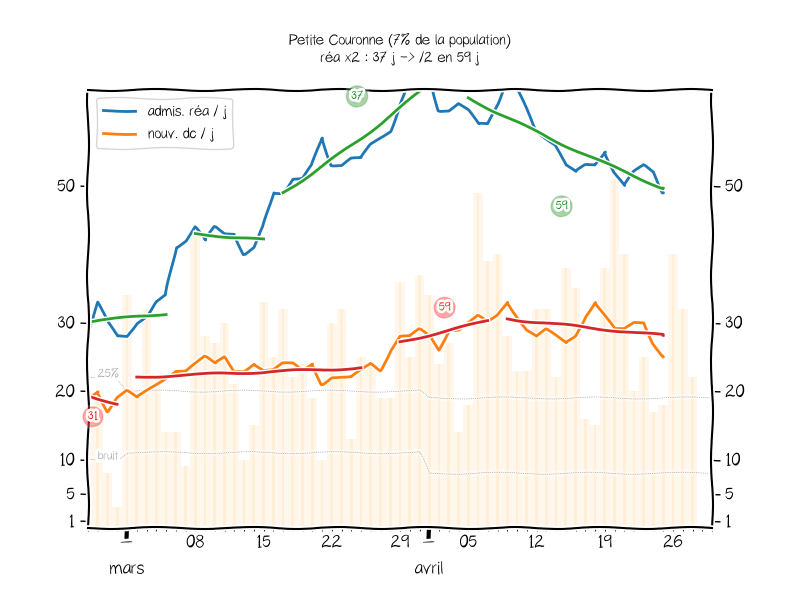 Petite Couronne (7% de la population)
réa x2 : 37 j -> /2 en 59 j
admis. réa / j
nouv. dc / j
37
59
59
31
25%
bruit
50
30
20
10
5
1
50
30
20
10
5
1
1 08 15 22 29 1 05 12 19 26
mars avril